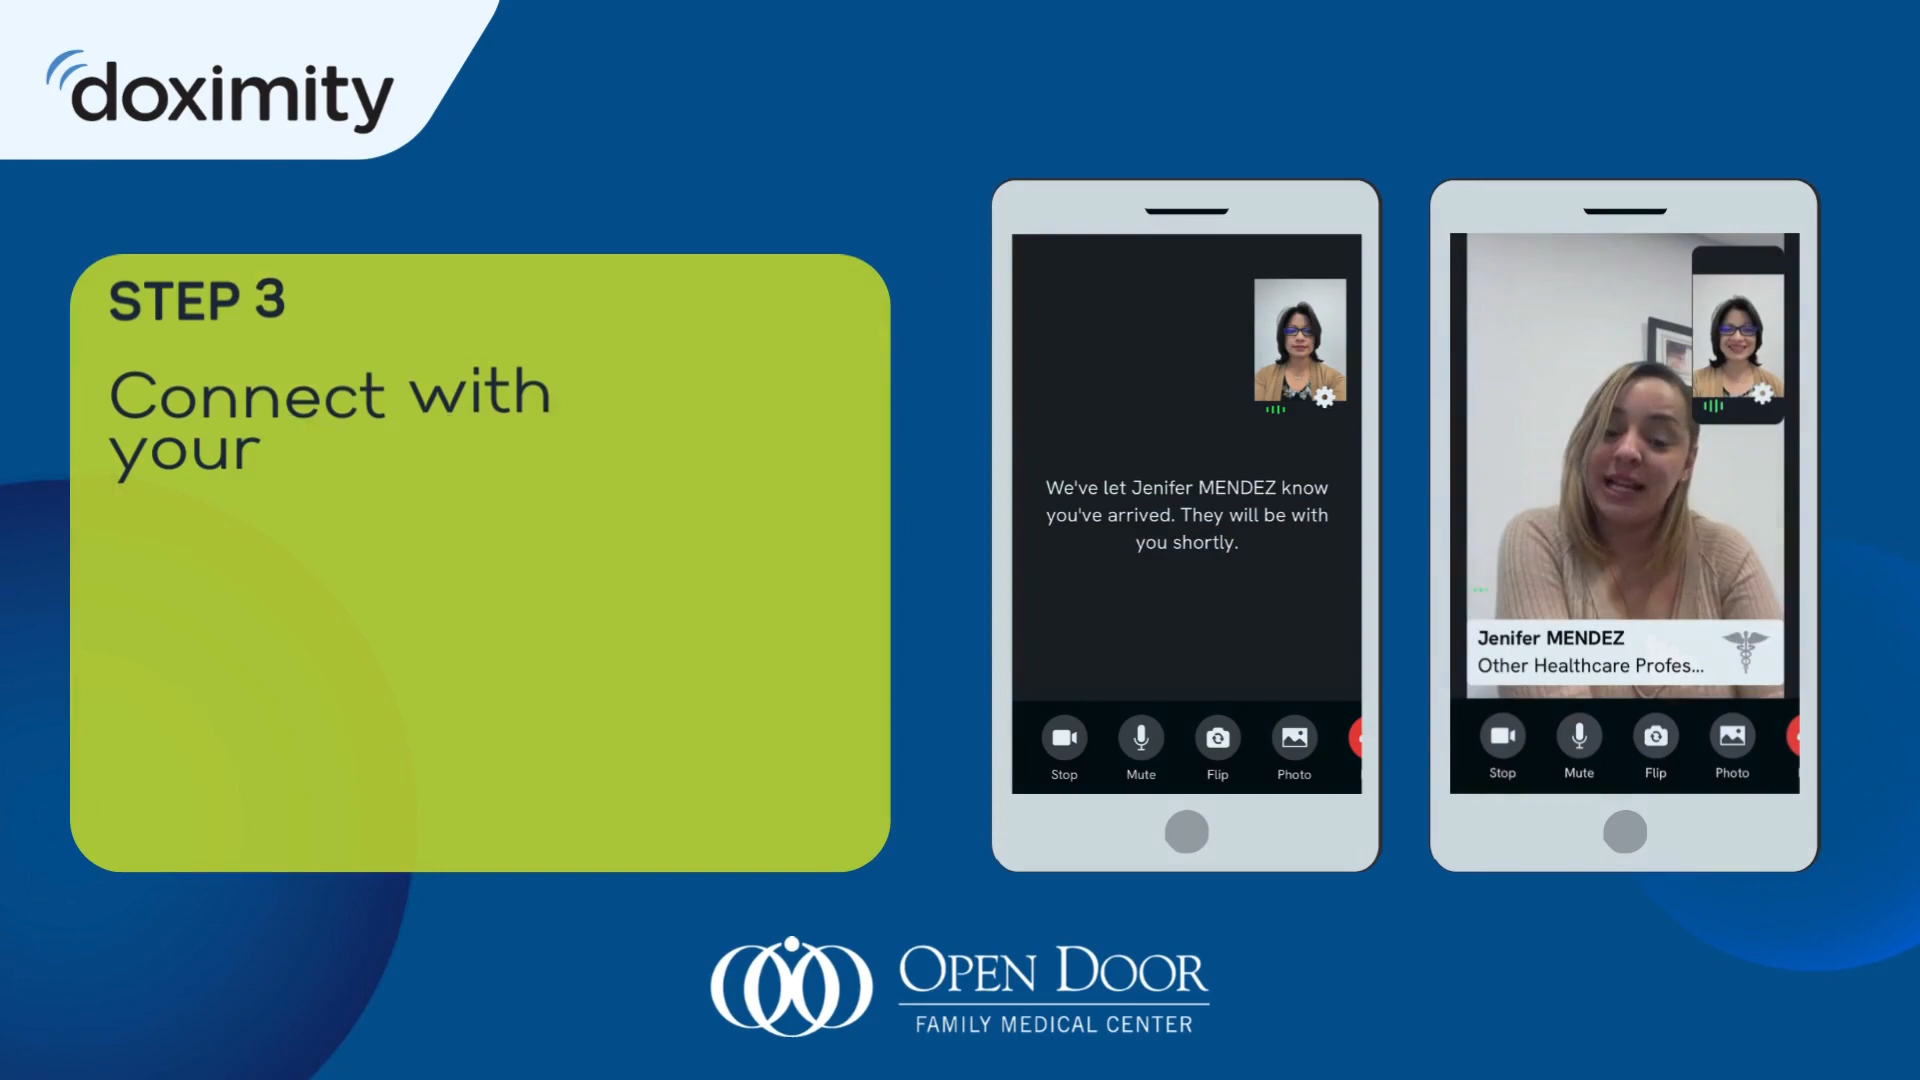 doximity
STEP 3
Connect with
your
We've let Jenifer MENDEZ know
you've arrived. They will be with
you shortly.
Stop Mute Flip Photo
Jenifer MENDEZ
Other Healthcare Profes...
Stop Mute Flip Photo
OPEN DOOR
FAMILY MEDICAL CENTER